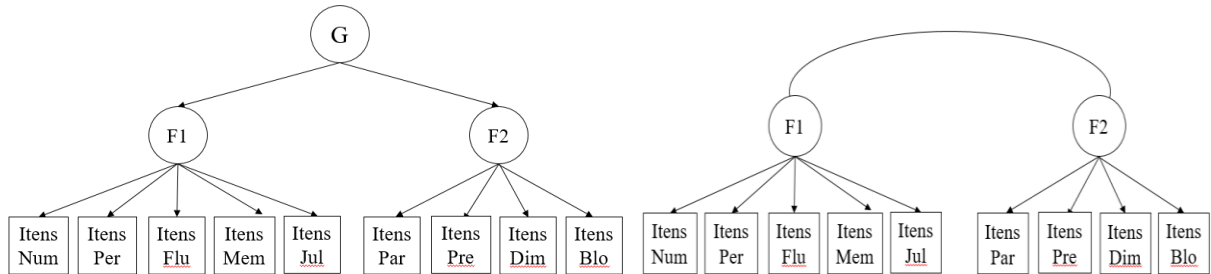 G
F1
F2
F1
F2
Itens Num
Itens Per
Itens Flu
Itens Mem
Itens Jul
Itens Par
Itens Pre
Itens Dim
Itens Blo
Itens Num
Itens Per
Itens Flu
Itens Mem
Itens Jul
Itens Par
Itens Pre
Itens Dim
Itens Blo